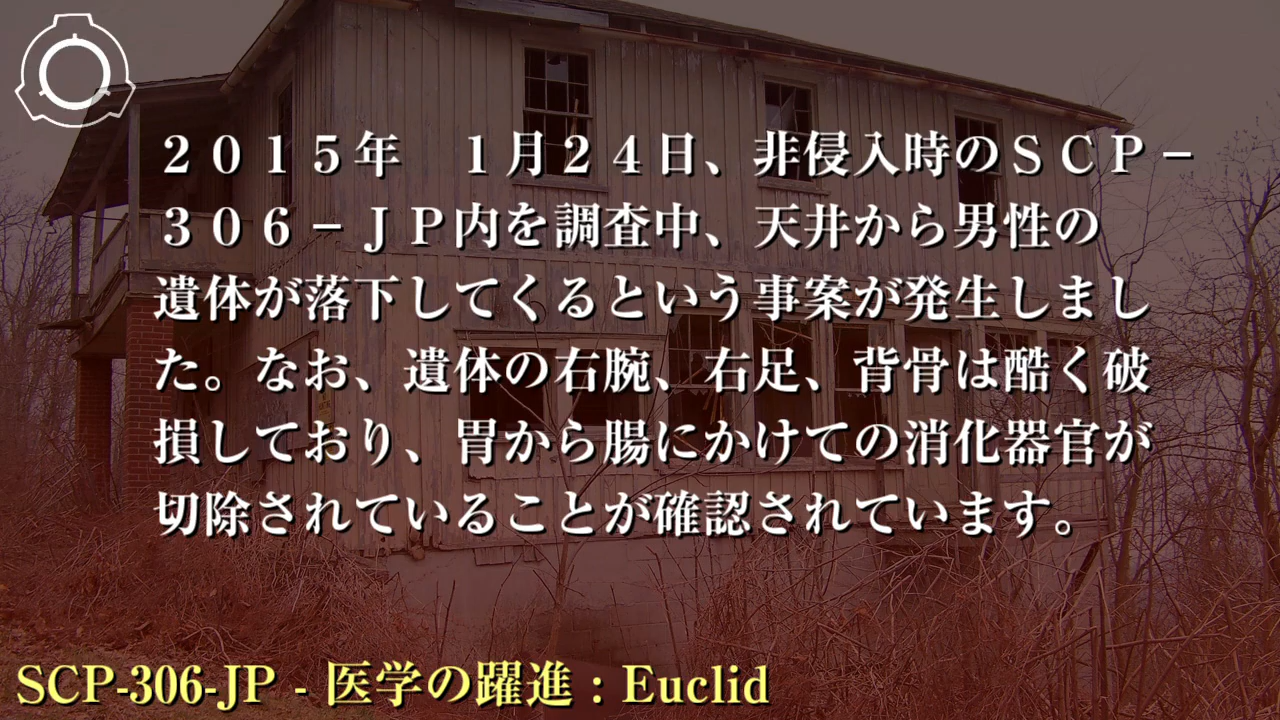 ２０１５年　１月２４日、非侵入時のＳＣＰ－
３０６－ＪＰ内を調査中、天井から男性の
遺体が落下してくるという事案が発生しまし
た。なお、遺体の右腕、右足、背骨は酷く破
損しており、胃から腸にかけての消化器官が
切除されていることが確認されています。
SCP-306-JP - 医学の躍進：Euclid